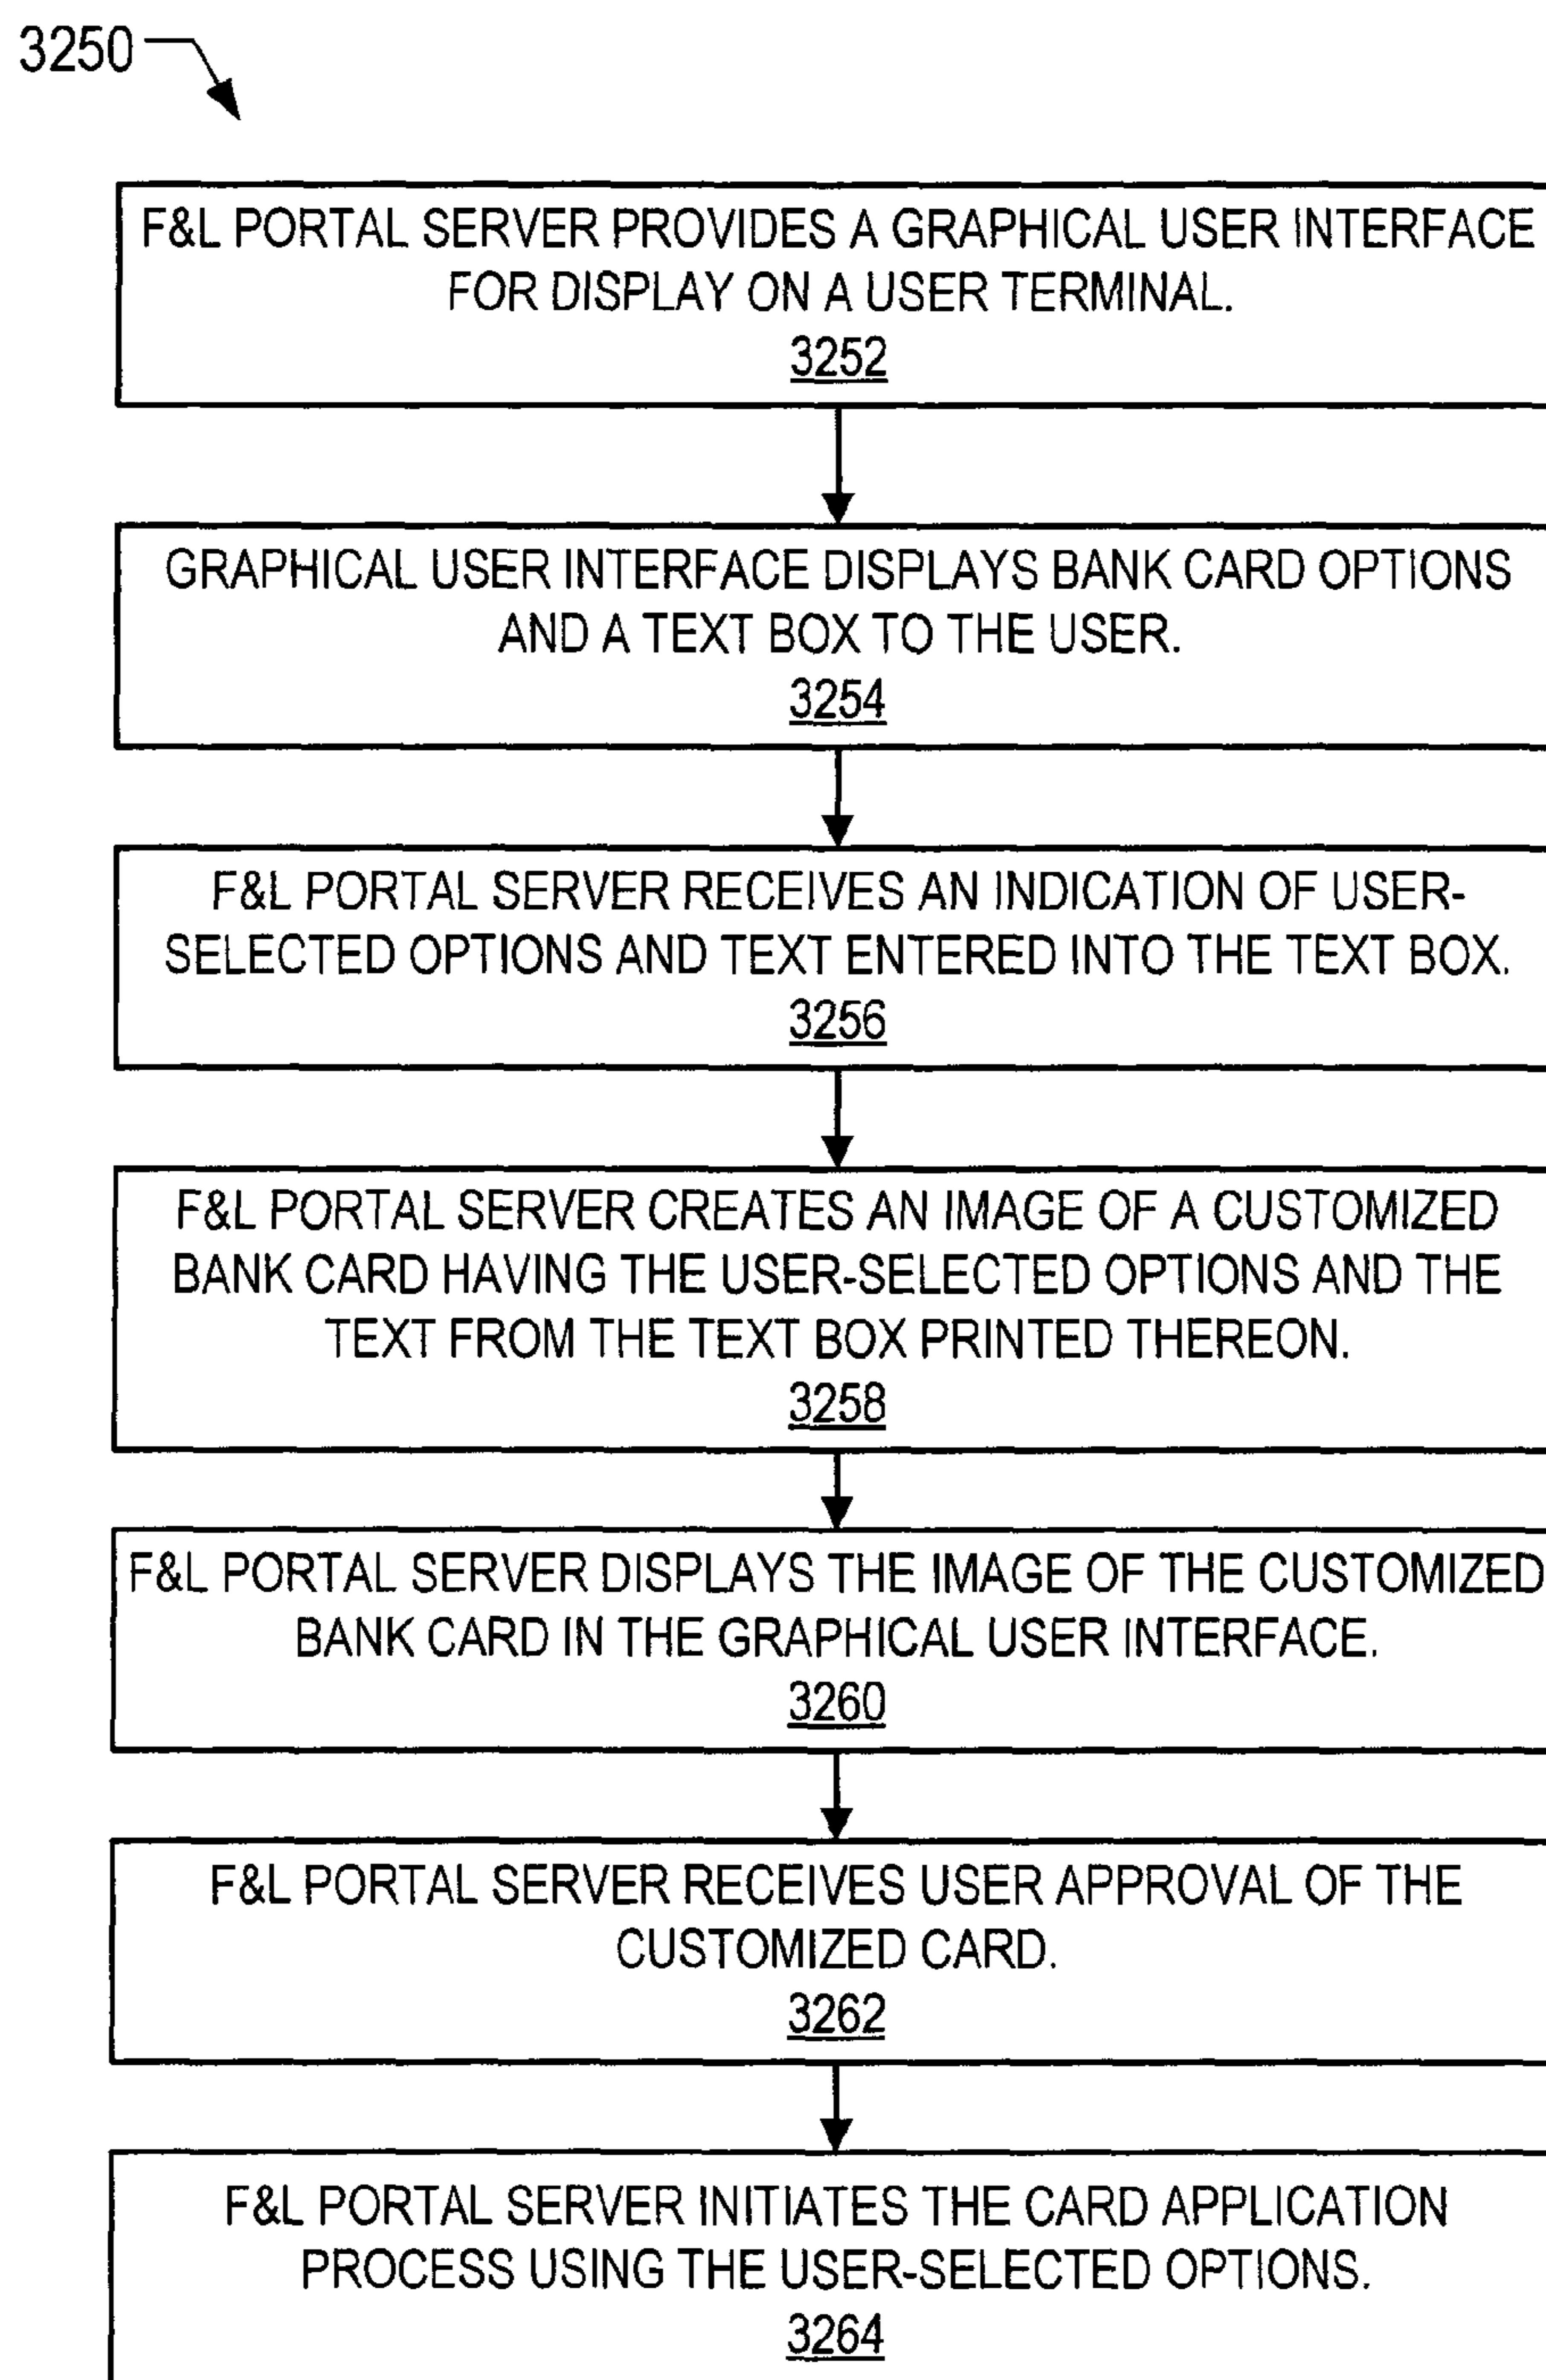 3250
F&L PORTAL SERVER PROVIDES A GRAPHICAL USER INTERFACE
FOR DISPLAY ON A USER TERMINAL.
3252
GRAPHICAL USER INTERFACE DISPLAYS BANK CARD OPTIONS
AND A TEXT BOX TO THE USER.
3254
F&L PORTAL SERVER RECEIVES AN INDICATION OF USER-
SELECTED OPTIONS AND TEXT ENTERED INTO THE TEXT BOX.
3256
F&L PORTAL SERVER CREATES AN IMAGE OF A CUSTOMIZED
BANK CARD HAVING THE USER-SELECTED OPTIONS AND THE
TEXT FROM THE TEXT BOX PRINTED THEREON.
3258
F&L PORTAL SERVER DISPLAYS THE IMAGE OF THE CUSTOMIZED
BANK CARD IN THE GRAPHICAL USER INTERFACE.
3260
F&L PORTAL SERVER RECEIVES USER APPROVAL OF THE
CUSTOMIZED CARD.
3262
F&L PORTAL SERVER INITIATES THE CARD APPLICATION
PROCESS USING THE USER-SELECTED OPTIONS.
3264